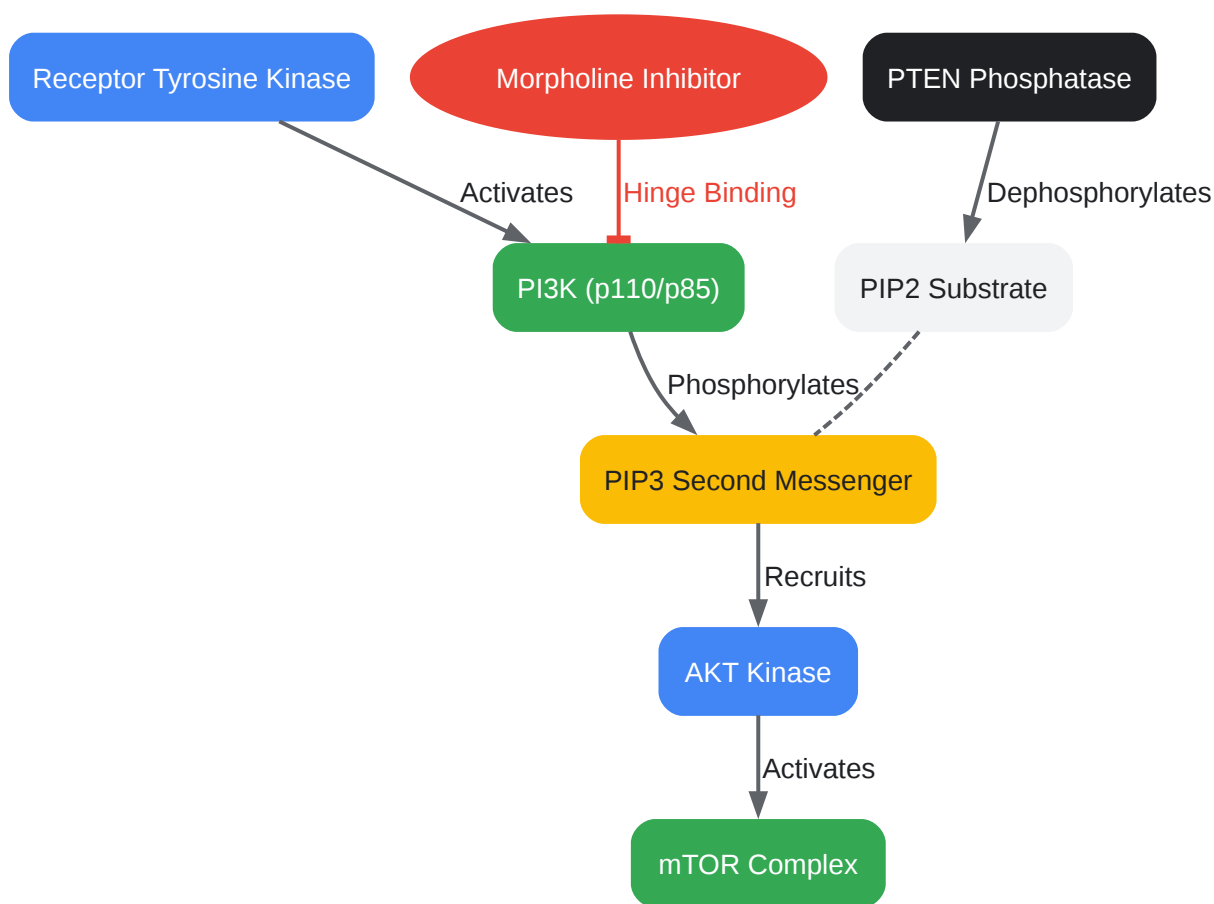 Receptor Tyrosine Kinase
Morpholine Inhibitor
PTEN Phosphatase
Activates
Hinge Binding
Dephosphorylates
PI3K (p110/p85)
PIP2 Substrate
Phosphorylates
PIP3 Second Messenger
Recruits
AKT Kinase
Activates
mTOR Complex